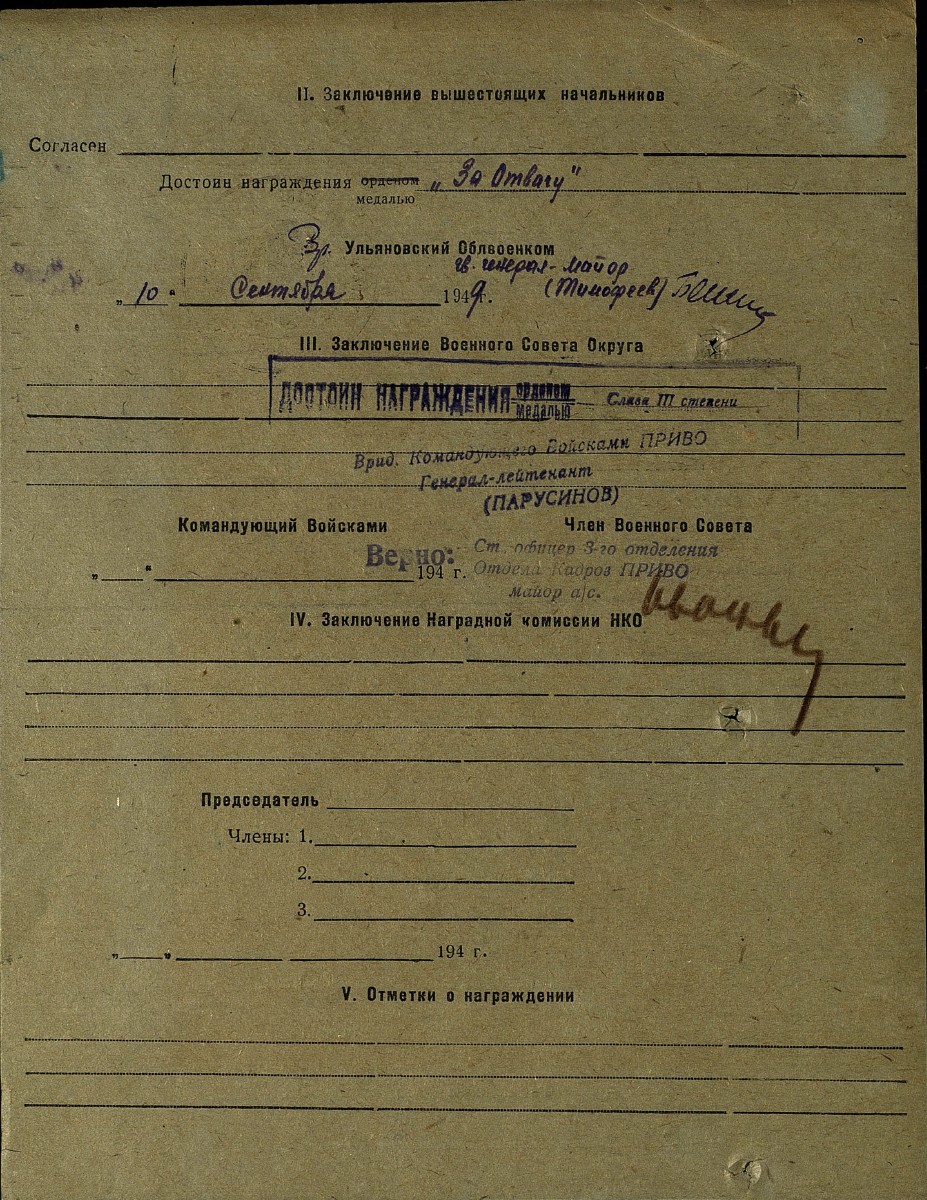 II. Заключение вышестоящих начальников
Согласен
Достоин награждения орденом „За Отвагу"
медалью
Вр. Ульяновский Облвоенком
гв. генерал-майор
„10" Сентября 1949г. (Тимофеев)
III. Заключение Военного Совета Округа
ДОСТОИН НАГРАЖДЕНИЯ орденом Слава III степени
медалью
Врид. Командующего Войсками ПРИВО
Генерал-лейтенант
(ПАРУСИНОВ)
Командующий Войсками Член Военного Совета
Верно: Ст. офицер 3-го отделения
„ " 194 г. Отдела Кадров ПРИВО
майор а/с.
IV. Заключение Наградной комиссии НКО
Председатель
Члены: 1.
2.
3.
„ " 194 г.
V. Отметки о награждении